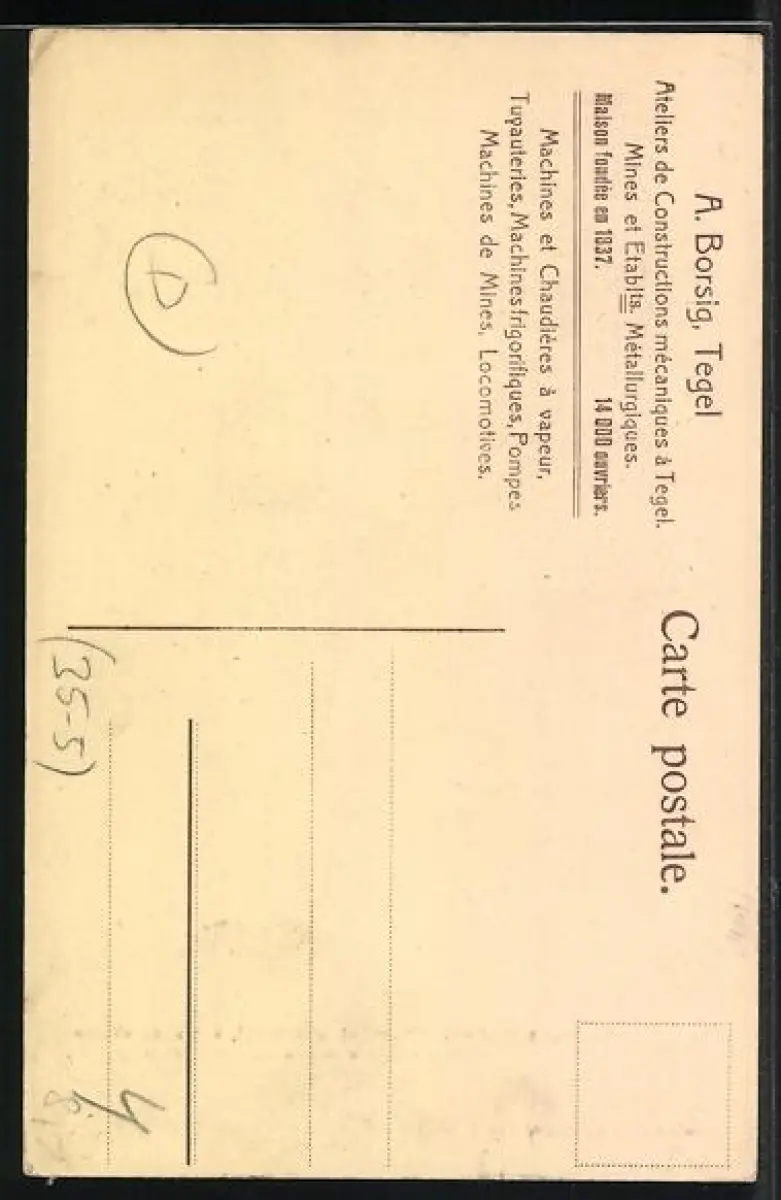 A. Borsig, Tegel
Ateliers de Constructions mécaniques à Tegel.
Mines et Etablts. Métallurgiques.
Maison fondée en 1837. 14 000 ouvriers.
Machines et Chaudières à vapeur,
Tuyauteries, Machines frigorifiques, Pompes
Machines de Mines, Locomotives.
Carte postale.
D
(35-5)
4